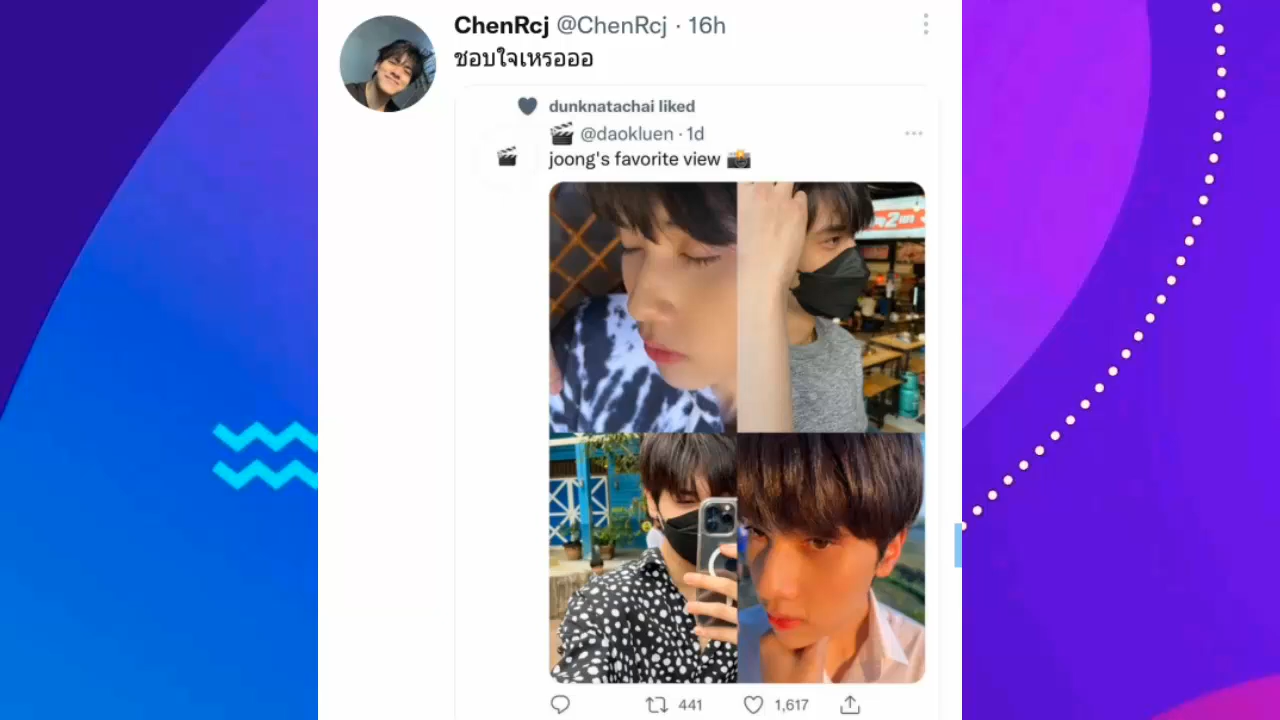 ChenRcj @ChenRcj · 16h
ชอบใจเหรอออ
dunknatachai liked
@daokluen · 1d
joong's favorite view
441
1,617